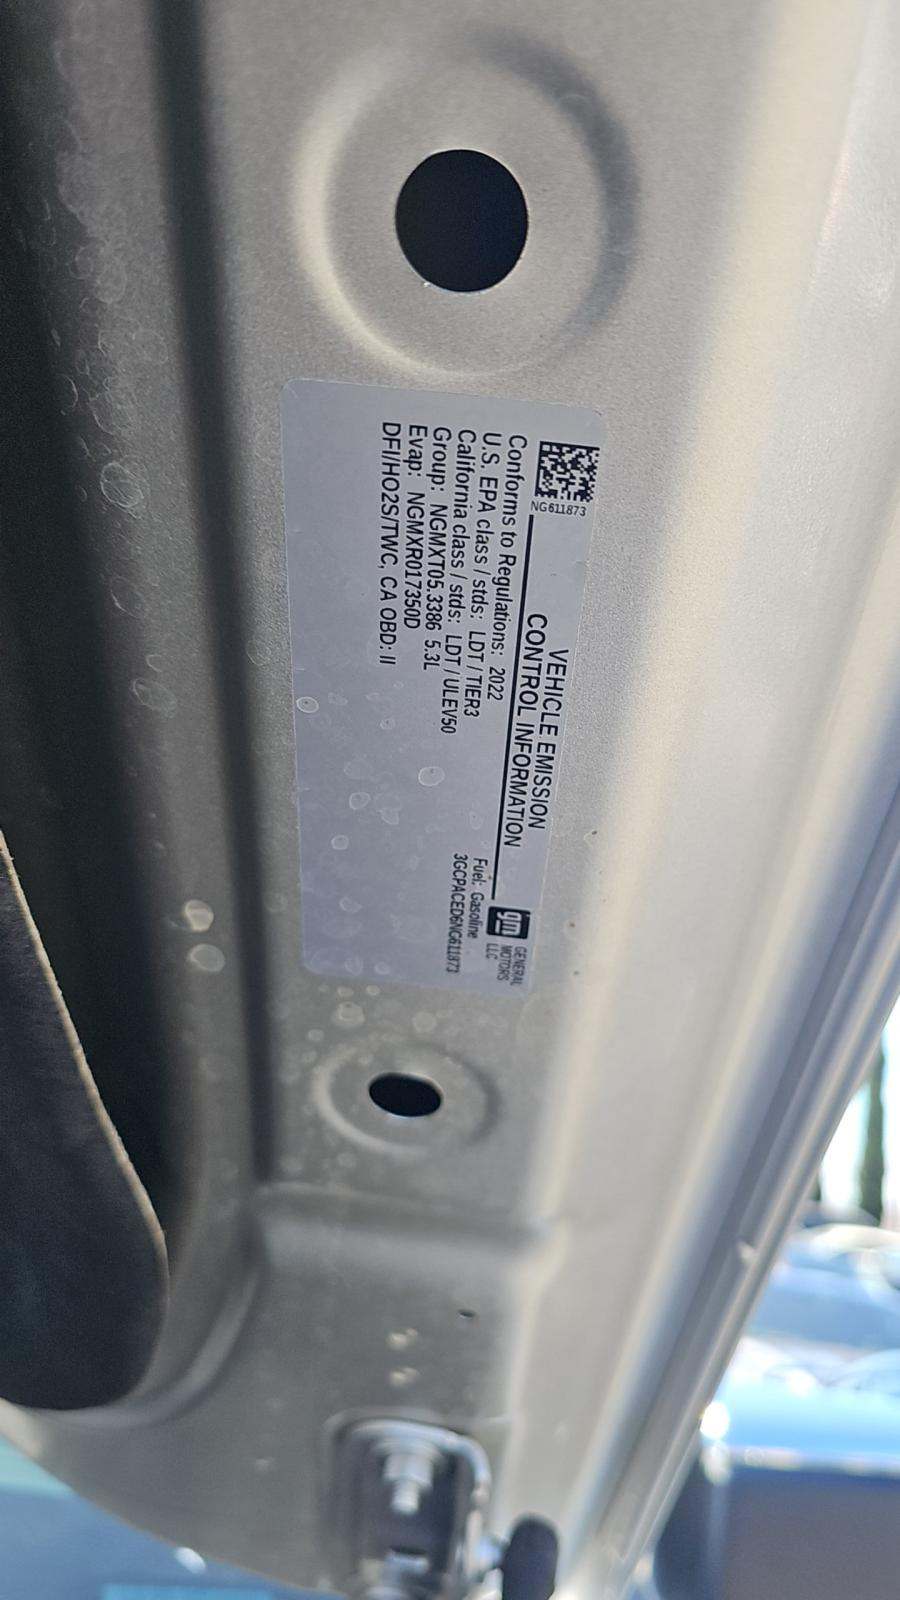 NG611873
VEHICLE EMISSION
CONTROL INFORMATION
gm GENERAL
MOTORS
LLC
Conforms to Regulations: 2022
U.S. EPA class / stds: LDT / TIER3
California class / stds: LDT / ULEV50
Group: NGMXT05.3386 5.3L
Evap: NGMXR017350D
DFI/HO2S/TWC, CA OBD: II
Fuel: Gasoline
3GCPACED6NG611873